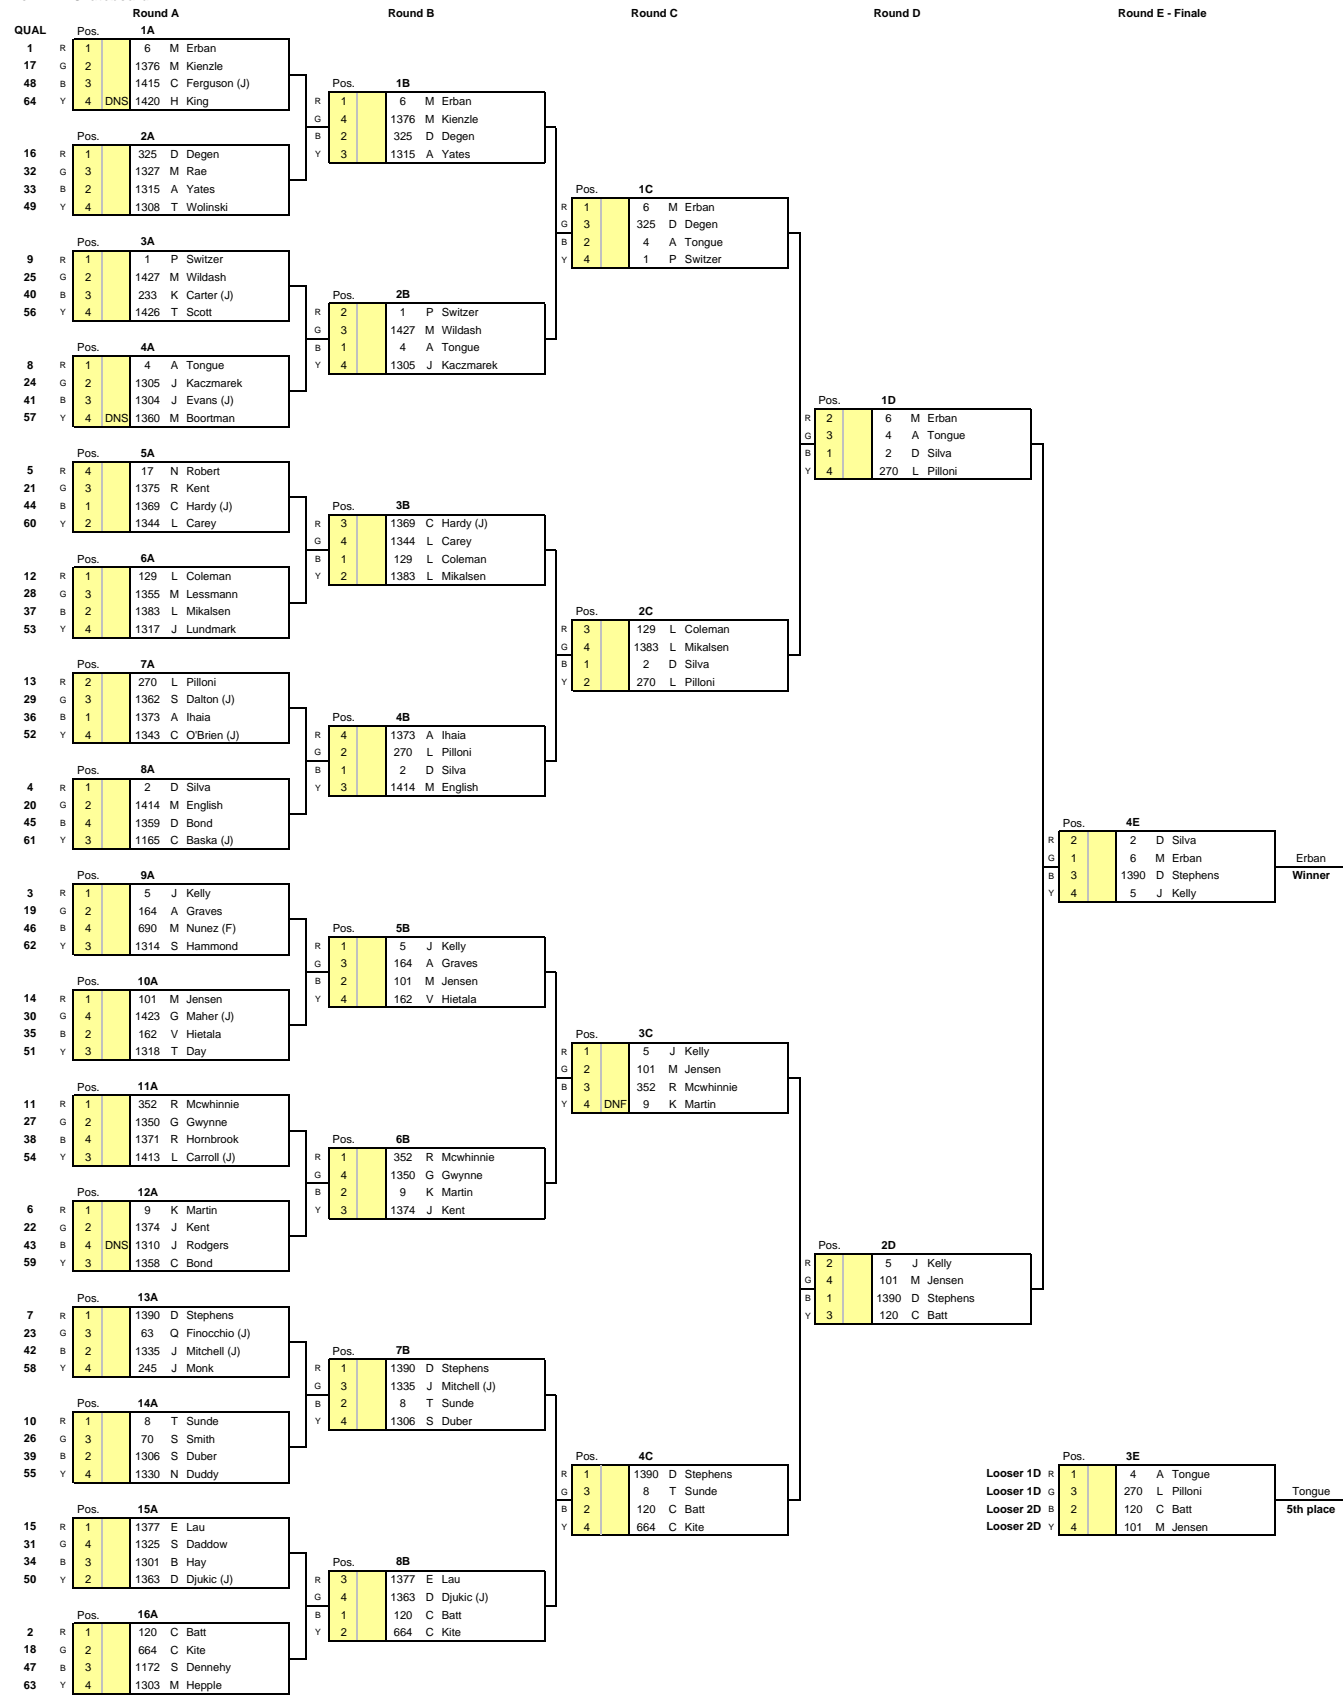 Round A Round B Round C Round D Round E - Finale
QUAL Pos. 1A
1 R 1 6 M Erban
17 G 2 1376 M Kienzle
48 B 3 1415 C Ferguson (J)
64 Y 4 DNS 1420 H King
Pos. 2A
16 R 1 325 D Degen
32 G 3 1327 M Rae
33 B 2 1315 A Yates
49 Y 4 1308 T Wolinski
Pos. 3A
9 R 1 1 P Switzer
25 G 2 1427 M Wildash
40 B 3 233 K Carter (J)
56 Y 4 1426 T Scott
Pos. 4A
8 R 1 4 A Tongue
24 G 2 1305 J Kaczmarek
41 B 3 1304 J Evans (J)
57 Y 4 DNS 1360 M Boortman
Pos. 5A
5 R 4 17 N Robert
21 G 3 1375 R Kent
44 B 1 1369 C Hardy (J)
60 Y 2 1344 L Carey
Pos. 6A
12 R 1 129 L Coleman
28 G 3 1355 M Lessmann
37 B 2 1383 L Mikalsen
53 Y 4 1317 J Lundmark
Pos. 7A
13 R 2 270 L Pilloni
29 G 3 1362 S Dalton (J)
36 B 1 1373 A Ihaia
52 Y 4 1343 C O'Brien (J)
Pos. 8A
4 R 1 2 D Silva
20 G 2 1414 M English
45 B 4 1359 D Bond
61 Y 3 1165 C Baska (J)
Pos. 9A
3 R 1 5 J Kelly
19 G 2 164 A Graves
46 B 4 690 M Nunez (F)
62 Y 3 1314 S Hammond
Pos. 10A
14 R 1 101 M Jensen
30 G 4 1423 G Maher (J)
35 B 2 162 V Hietala
51 Y 3 1318 T Day
Pos. 11A
11 R 1 352 R Mcwhinnie
27 G 2 1350 G Gwynne
38 B 4 1371 R Hornbrook
54 Y 3 1413 L Carroll (J)
Pos. 12A
6 R 1 9 K Martin
22 G 2 1374 J Kent
43 B 4 DNS 1310 J Rodgers
59 Y 3 1358 C Bond
Pos. 13A
7 R 1 1390 D Stephens
23 G 3 63 Q Finocchio (J)
42 B 2 1335 J Mitchell (J)
58 Y 4 245 J Monk
Pos. 14A
10 R 1 8 T Sunde
26 G 3 70 S Smith
39 B 2 1306 S Duber
55 Y 4 1330 N Duddy
Pos. 15A
15 R 1 1377 E Lau
31 G 4 1325 S Daddow
34 B 3 1301 B Hay
50 Y 2 1363 D Djukic (J)
Pos. 16A
2 R 1 120 C Batt
18 G 2 664 C Kite
47 B 3 1172 S Dennehy
63 Y 4 1303 M Hepple
Pos. 1B
R 1 6 M Erban
G 4 1376 M Kienzle
B 2 325 D Degen
Y 3 1315 A Yates
Pos. 2B
R 2 1 P Switzer
G 3 1427 M Wildash
B 1 4 A Tongue
Y 4 1305 J Kaczmarek
Pos. 3B
R 3 1369 C Hardy (J)
G 4 1344 L Carey
B 1 129 L Coleman
Y 2 1383 L Mikalsen
Pos. 4B
R 4 1373 A Ihaia
G 2 270 L Pilloni
B 1 2 D Silva
Y 3 1414 M English
Pos. 5B
R 1 5 J Kelly
G 3 164 A Graves
B 2 101 M Jensen
Y 4 162 V Hietala
Pos. 6B
R 1 352 R Mcwhinnie
G 4 1350 G Gwynne
B 2 9 K Martin
Y 3 1374 J Kent
Pos. 7B
R 1 1390 D Stephens
G 3 1335 J Mitchell (J)
B 2 8 T Sunde
Y 4 1306 S Duber
Pos. 8B
R 3 1377 E Lau
G 4 1363 D Djukic (J)
B 1 120 C Batt
Y 2 664 C Kite
Pos. 1C
R 1 6 M Erban
G 3 325 D Degen
B 2 4 A Tongue
Y 4 1 P Switzer
Pos. 2C
R 3 129 L Coleman
G 4 1383 L Mikalsen
B 1 2 D Silva
Y 2 270 L Pilloni
Pos. 3C
R 1 5 J Kelly
G 2 101 M Jensen
B 3 352 R Mcwhinnie
Y 4 DNF 9 K Martin
Pos. 4C
R 1 1390 D Stephens
G 3 8 T Sunde
B 2 120 C Batt
Y 4 664 C Kite
Pos. 1D
R 2 6 M Erban
G 3 4 A Tongue
B 1 2 D Silva
Y 4 270 L Pilloni
Pos. 2D
R 2 5 J Kelly
G 4 101 M Jensen
B 1 1390 D Stephens
Y 3 120 C Batt
Pos. 4E
R 2 2 D Silva
G 1 6 M Erban Erban
B 3 1390 D Stephens Winner
Y 4 5 J Kelly
Pos. 3E
Looser 1D R 1 4 A Tongue
Looser 1D G 3 270 L Pilloni Tongue
Looser 2D B 2 120 C Batt 5th place
Looser 2D Y 4 101 M Jensen